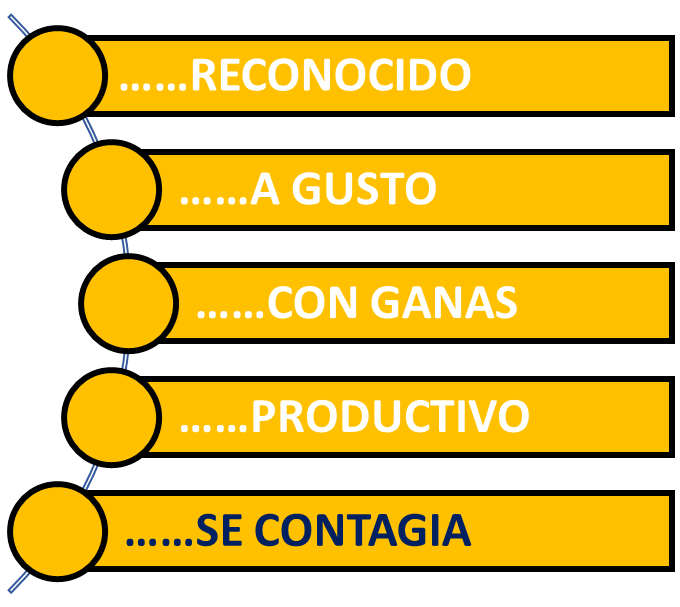 ……RECONOCIDO
……A GUSTO
……CON GANAS
……PRODUCTIVO
……SE CONTAGIA